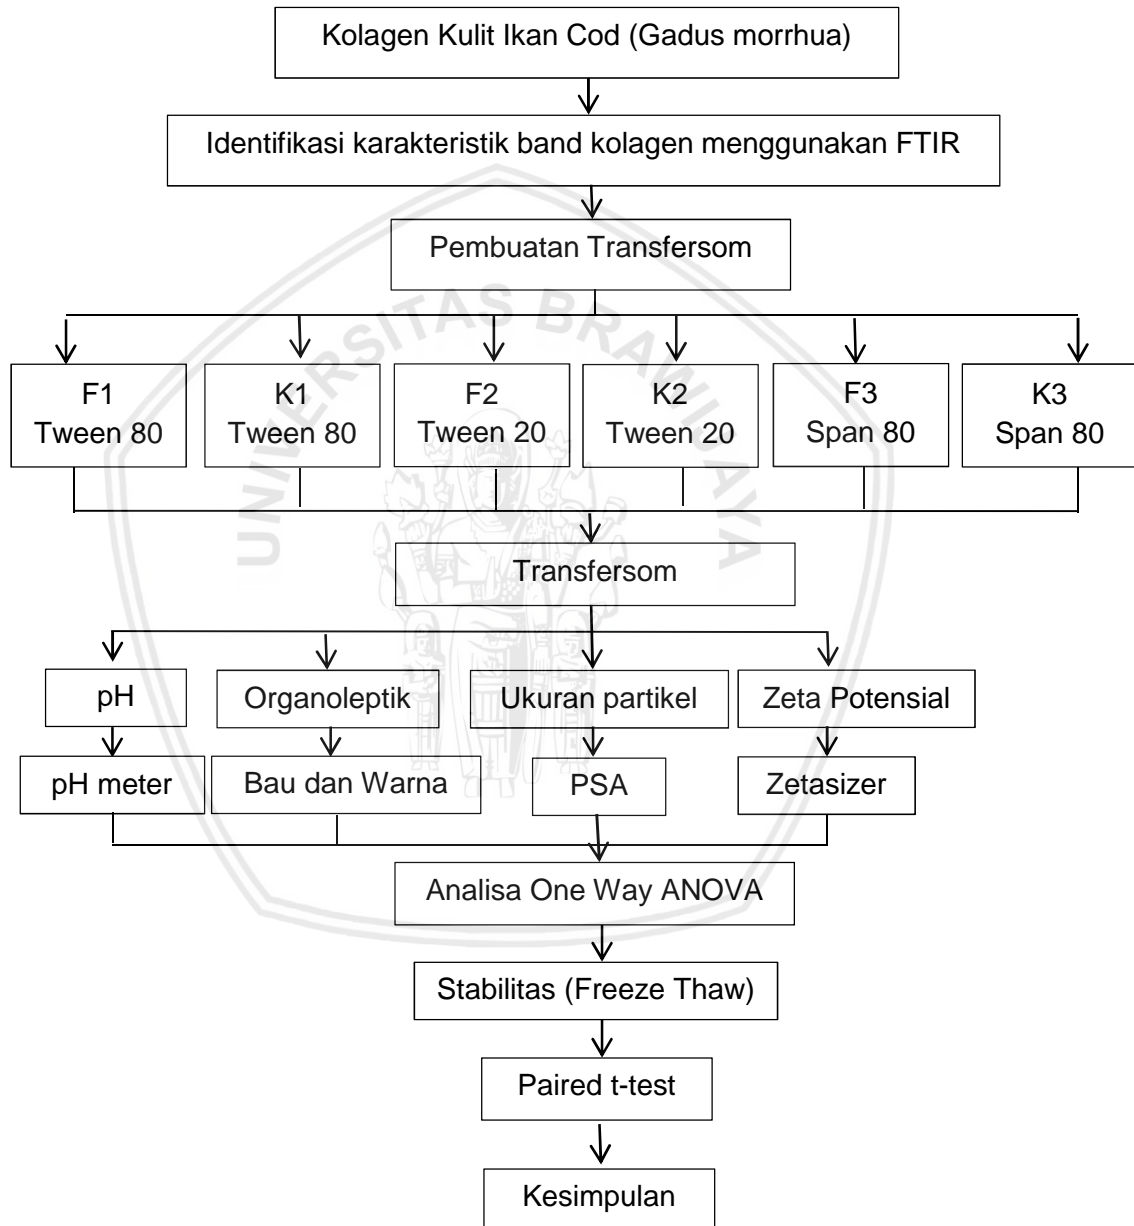 Kolagen Kulit Ikan Cod (Gadus morrhua)
Identifikasi karakteristik band kolagen menggunakan FTIR
Pembuatan Transfersom
UNIVERSITAS BRAWIJAYA
F1
Tween 80
K1
Tween 80
F2
Tween 20
K2
Tween 20
F3
Span 80
K3
Span 80
Transfersom
pH
Organoleptik
Ukuran partikel
Zeta Potensial
pH meter
Bau dan Warna
PSA
Zetasizer
Analisa One Way ANOVA
Stabilitas (Freeze Thaw)
Paired t-test
Kesimpulan